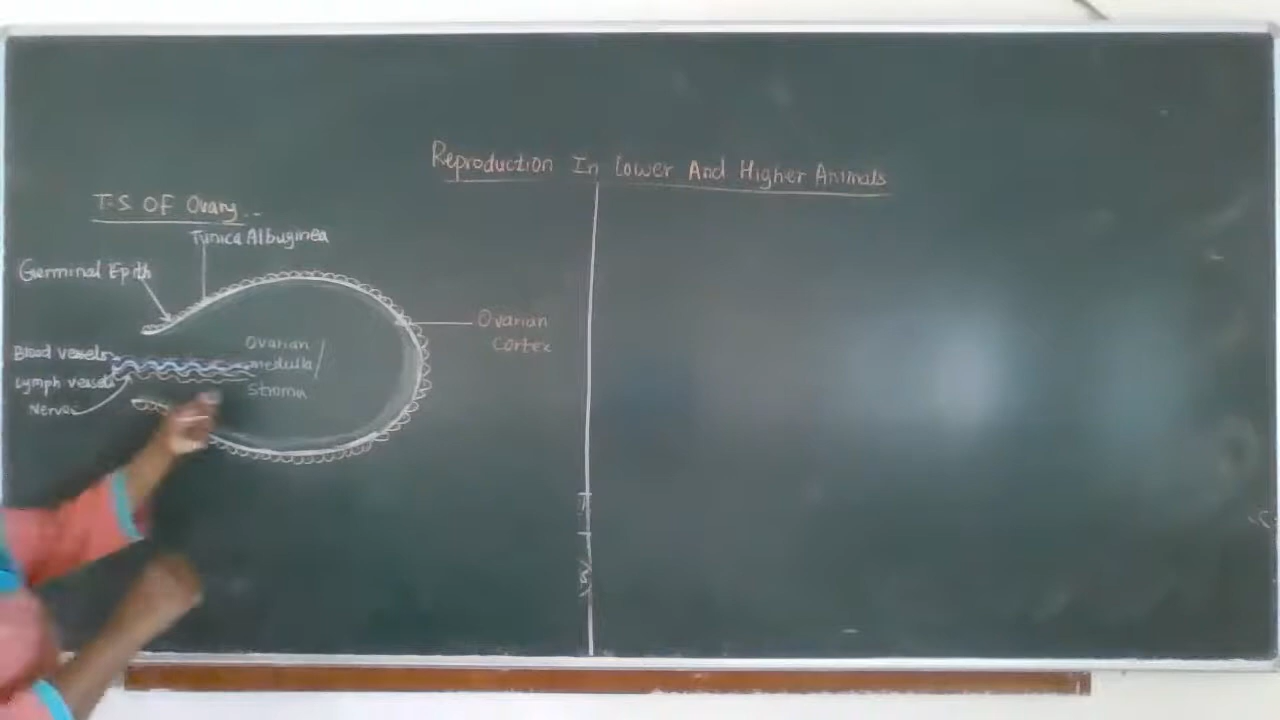 Reproduction In Lower And Higher Animals
T.S OF Ovary..
Tunica Albuginea
Germinal Epith
Ovarian
cortex
Ovarian
medulla/
Stroma
Blood vessels
Lymph vessels
Nerves